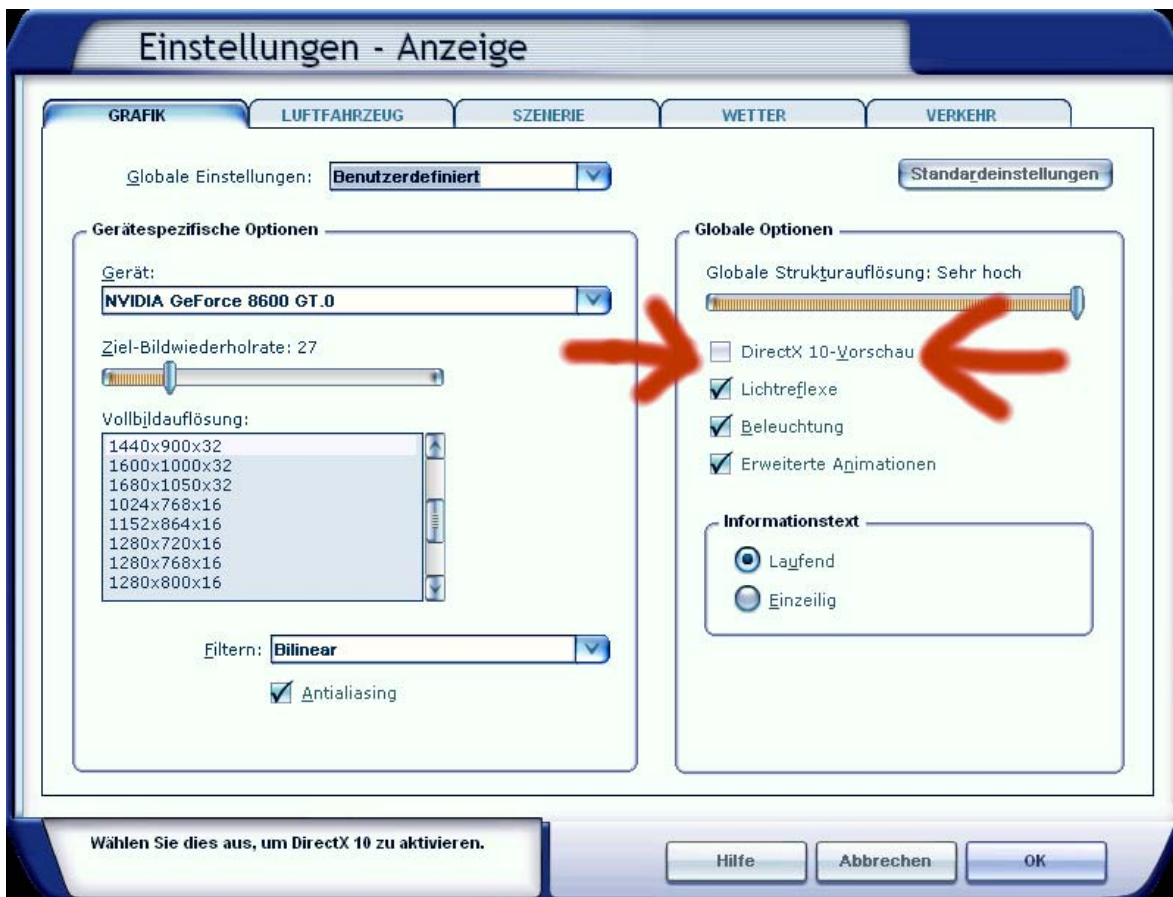 Einstellungen - Anzeige
GRAFIK
LUFTFAHRZEUG
SZENERIE
WETTER
VERKEHR
Globale Einstellungen: Benutzerdefiniert
Standardeinstellungen
Gerätespezifische Optionen
Gerät:
NVIDIA GeForce 8600 GT.0
Ziel-Bildwiederholrate: 27
Vollbildauflösung:
1440x900x32
1600x1000x32
1680x1050x32
1024x768x16
1152x864x16
1280x720x16
1280x768x16
1280x800x16
Filtern: Bilinear
Antialiasing
Globale Optionen
Globale Strukturauflösung: Sehr hoch
DirectX 10-Vorschau
Lichtreflexe
Beleuchtung
Erweiterte Animationen
Informationstext
Laufend
Einzeilig
Wählen Sie dies aus, um DirectX 10 zu aktivieren.
Hilfe
Abbrechen
OK